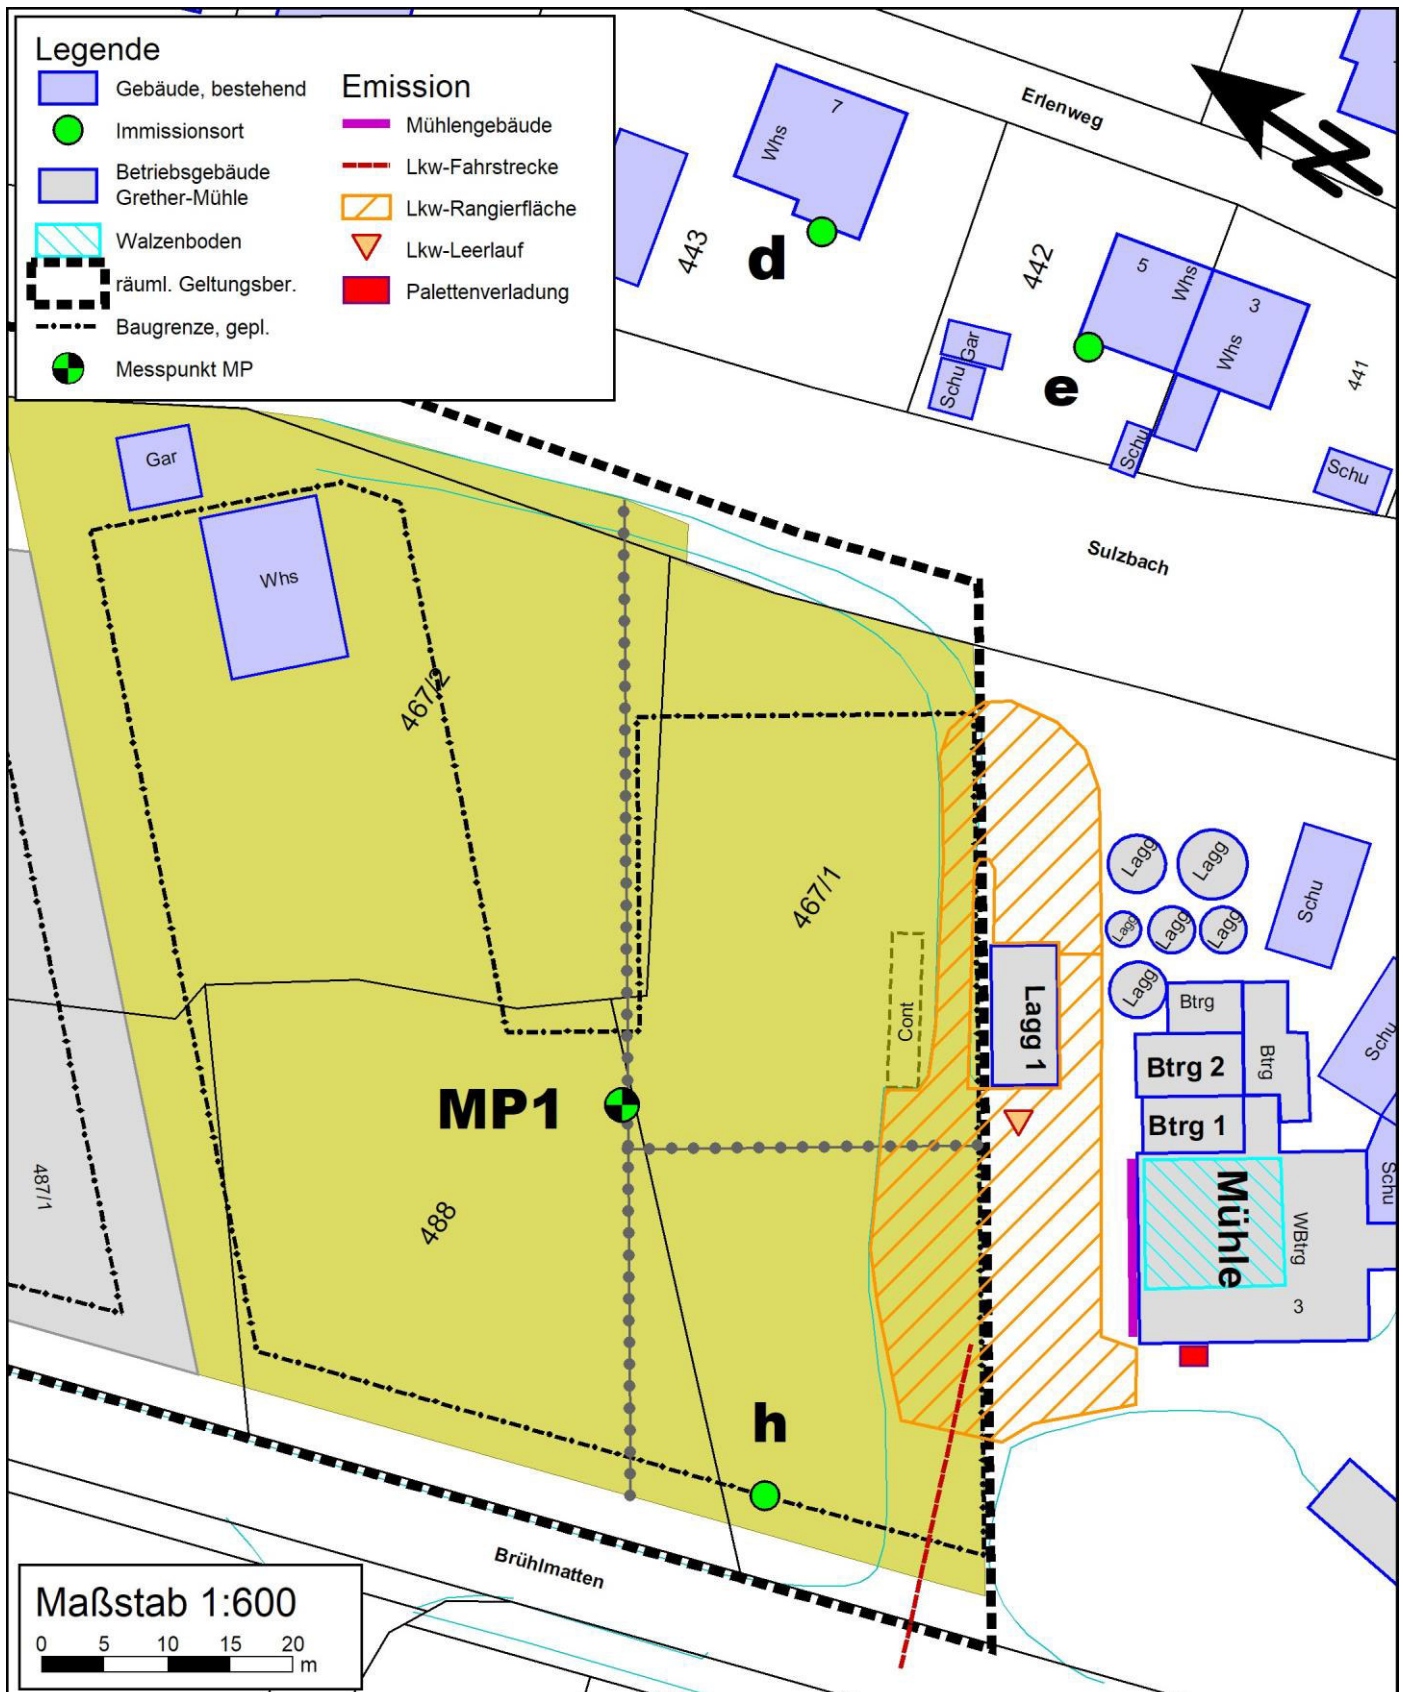 Legende
Gebäude, bestehend
Immissionsort
Betriebsgebäude
Grether-Mühle
Walzenboden
räuml. Geltungsber.
Baugrenze, gepl.
Messpunkt MP
Emission
Mühlengebäude
Lkw-Fahrstrecke
Lkw-Rangierfläche
Lkw-Leerlauf
Palettenverladung
Erlenweg
N
7
Whs
443
d
442
5
Whs
3
Whs
441
Gar
Schu
e
Schu
Schu
Sulzbach
Gar
Whs
467/2
467/1
Lagg
Lagg
Lagg
Lagg
Lagg
Lagg
Schu
Cont
Lagg 1
Btrg
Btrg 2
Btrg
Btrg 1
Schu
Schu
MP1
487/1
488
Mühle
WBtrg
3
h
Brühlmatten
Maßstab 1:600
0 5 10 15 20
m